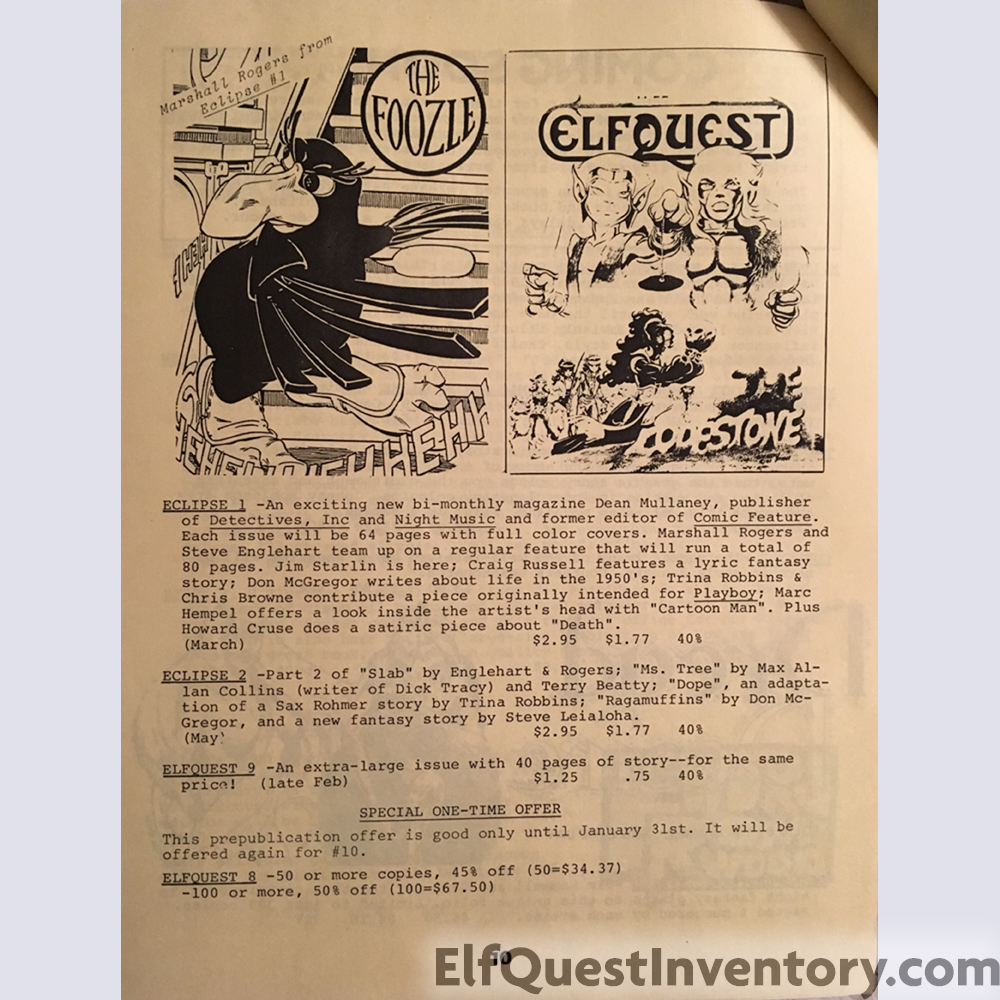 Marshall Rogers from
Eclipse #1
THE
FOOZLE
HEH
HEHEHEHEHEHEH
ELFQUEST
THE
LODESTONE
ECLIPSE 1 -An exciting new bi-monthly magazine Dean Mullaney, publisher
of Detectives, Inc and Night Music and former editor of Comic Feature.
Each issue will be 64 pages with full color covers. Marshall Rogers and
Steve Englehart team up on a regular feature that will run a total of
80 pages. Jim Starlin is here; Craig Russell features a lyric fantasy
story; Don McGregor writes about life in the 1950's; Trina Robbins &
Chris Browne contribute a piece originally intended for Playboy; Marc
Hempel offers a look inside the artist's head with "Cartoon Man". Plus
Howard Cruse does a satiric piece about "Death".
(March) $2.95 $1.77 40%
ECLIPSE 2 -Part 2 of "Slab" by Englehart & Rogers; "Ms. Tree" by Max Al-
lan Collins (writer of Dick Tracy) and Terry Beatty; "Dope", an adapta-
tion of a Sax Rohmer story by Trina Robbins; "Ragamuffins" by Don Mc-
Gregor, and a new fantasy story by Steve Leialoha.
(May) $2.95 $1.77 40%
ELFQUEST 9 -An extra-large issue with 40 pages of story--for the same
price! (late Feb) $1.25 .75 40%
SPECIAL ONE-TIME OFFER
This prepublication offer is good only until January 31st. It will be
offered again for #10.
ELFQUEST 8 -50 or more copies, 45% off (50=$34.37)
-100 or more, 50% off (100=$67.50)
10
ElfQuestInventory.com